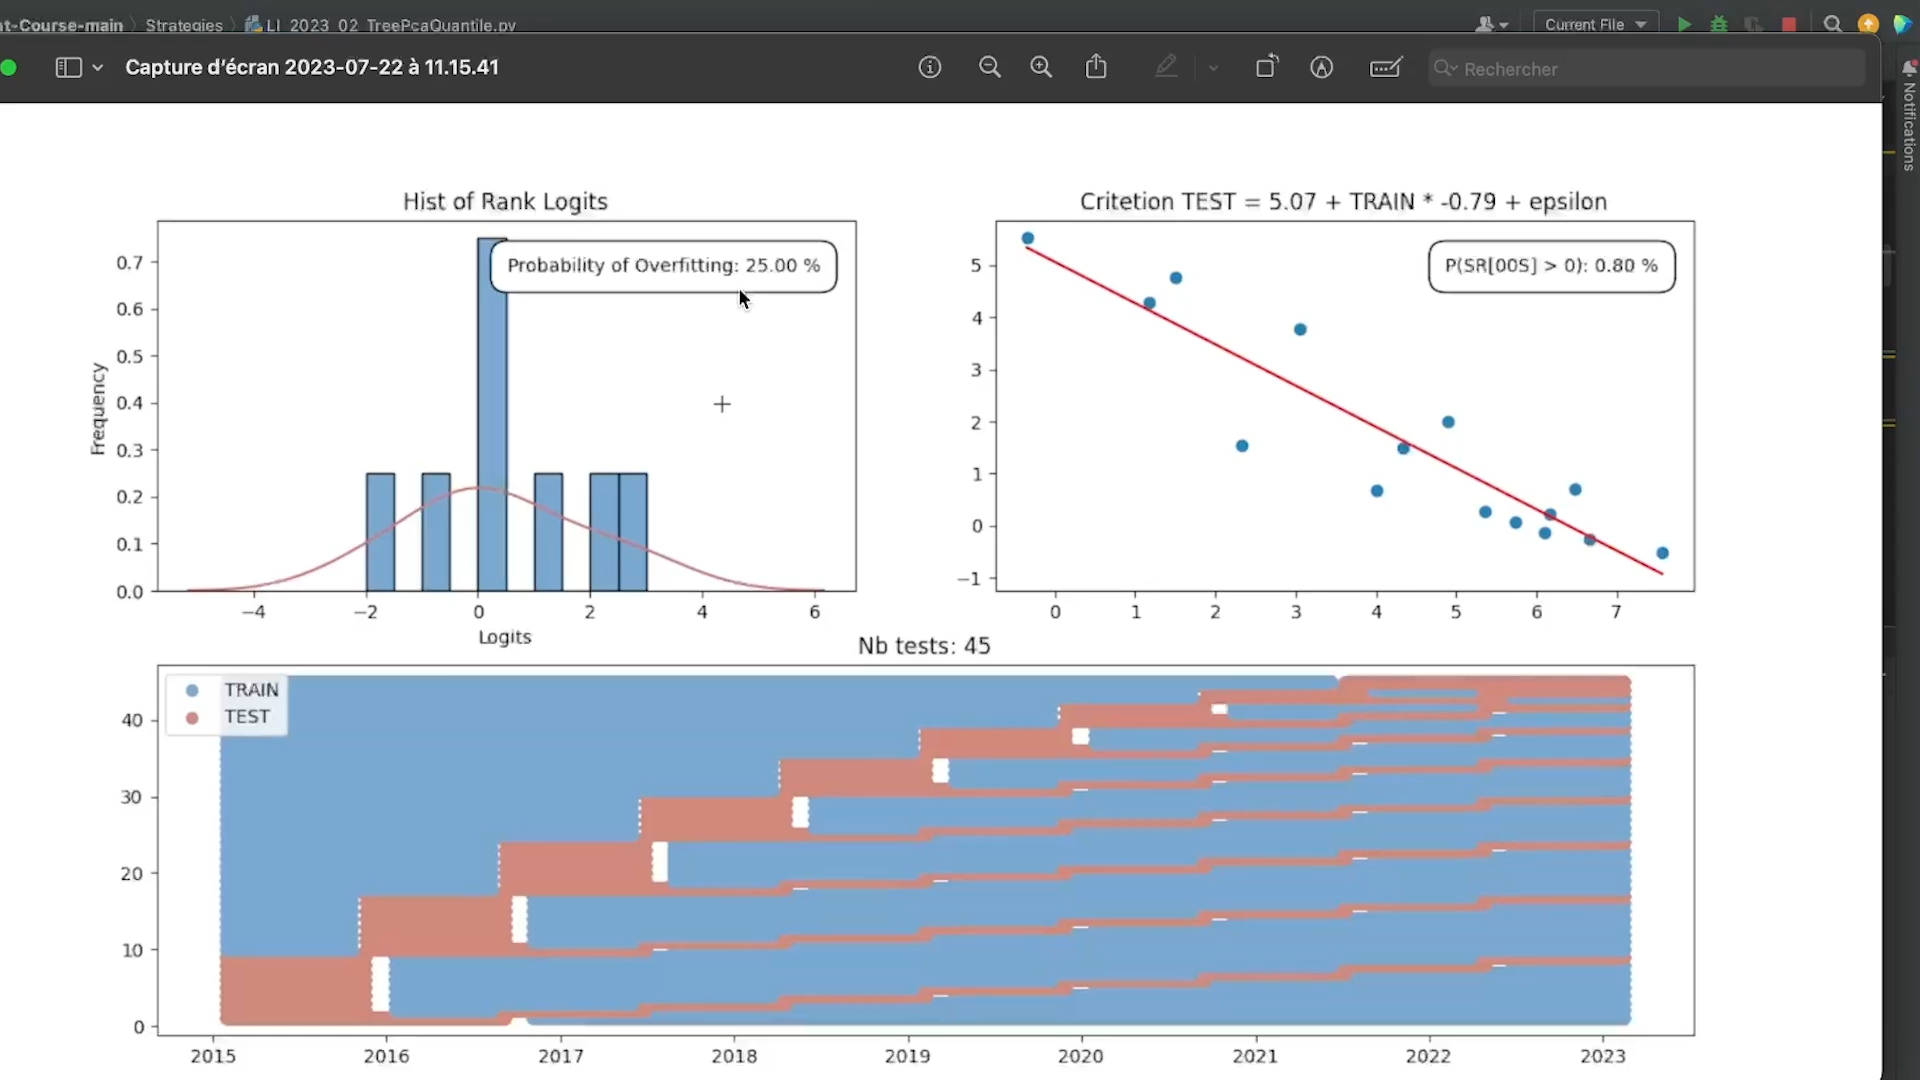 nt-Course-main
Strategies
LI_2023_02_TreePcaQuantile.py
Current File
Capture d'écran 2023-07-22 à 11.15.41
Rechercher
Notifications
Hist of Rank Logits
Probability of Overfitting: 25.00 %
Frequency
0.7
0.6
0.5
0.4
0.3
0.2
0.1
0.0
−4
−2
0
2
4
6
Logits
Critetion TEST = 5.07 + TRAIN * -0.79 + epsilon
P(SR[00S] > 0): 0.80 %
5
4
3
2
1
0
−1
0
1
2
3
4
5
6
7
Nb tests: 45
TRAIN
TEST
40
30
20
10
0
2015
2016
2017
2018
2019
2020
2021
2022
2023